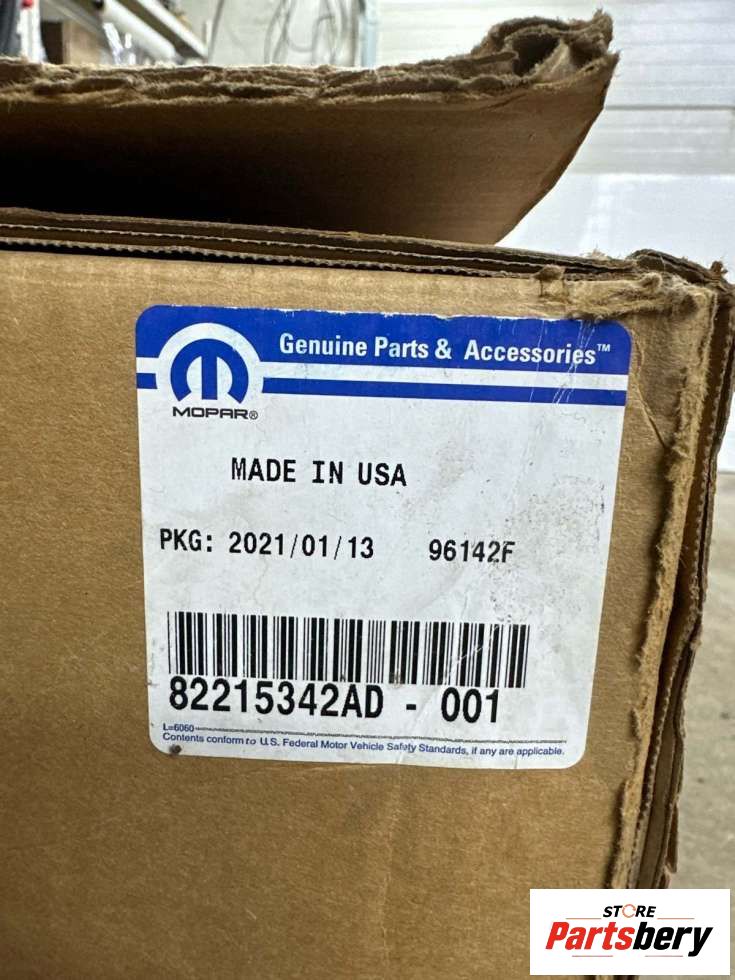 Genuine Parts & Accessories™
MOPAR®
MADE IN USA
PKG: 2021/01/13 96142F
82215342AD - 001
L=6060
Contents conform to U.S. Federal Motor Vehicle Safety Standards, if any are applicable.
STORE
Partsbery